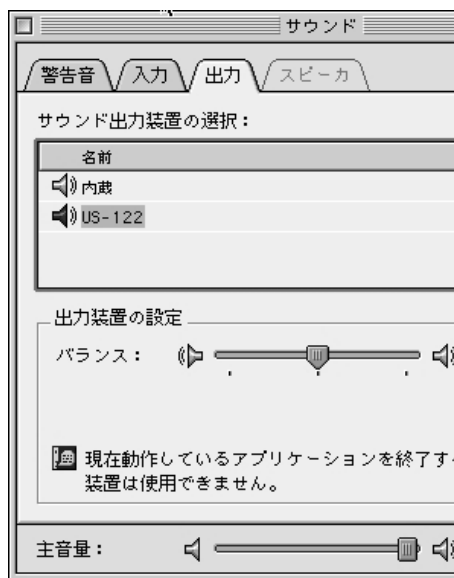 サウンド
警告音 入力 出力 スピーカ
サウンド出力装置の選択：
名前
内蔵
US-122
出力装置の設定
バランス：
現在動作しているアプリケーションを終了す
装置は使用できません。
主音量：